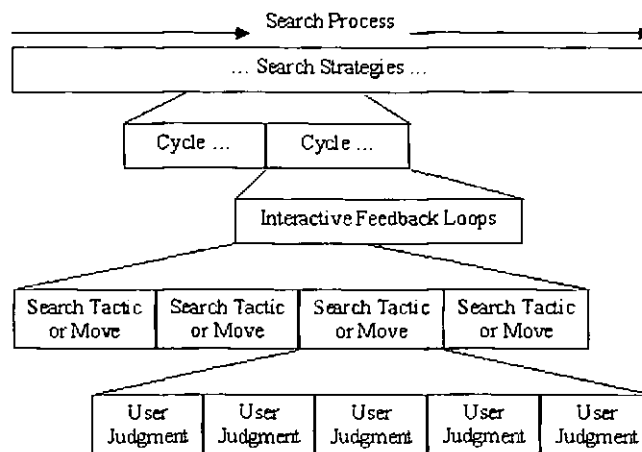 Search Process
... Search Strategies ...
Cycle ... Cycle ...
Interactive Feedback Loops
Search Tactic Search Tactic Search Tactic Search Tactic
or Move or Move or Move or Move
User User User User User
Judgment Judgment Judgment Judgment Judgment